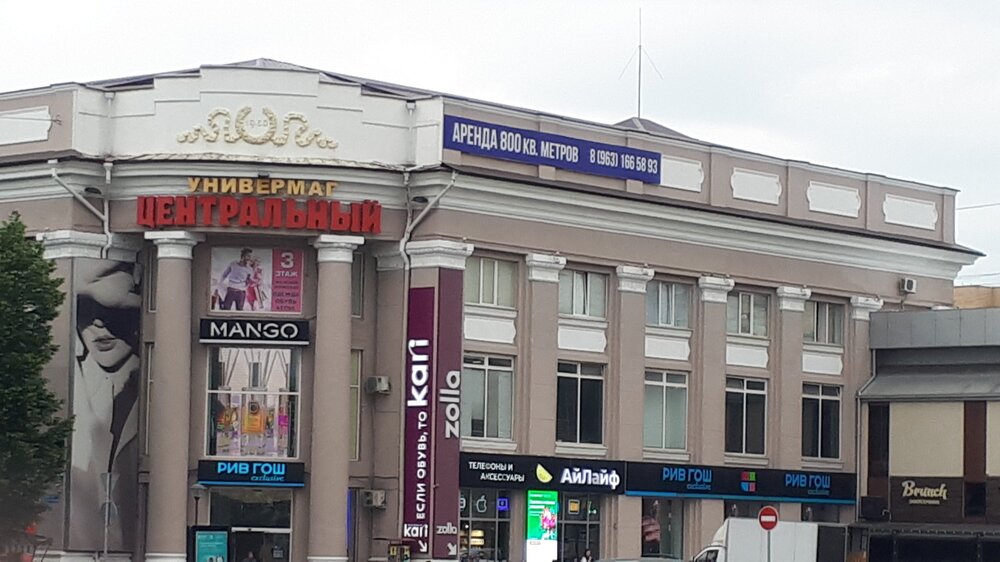 АРЕНДА 800 КВ. МЕТРОВ 8 (963) 166 58 93
УНИВЕРМАГ
ЦЕНТРАЛЬНЫЙ
3
ЭТАЖ
MANGO
ЕСЛИ ОБУВЬ, ТО kari
zolla
РИВ ГОШ
exclusive
ТЕЛЕФОНЫ И
АКСЕССУАРЫ
АйЛайф
РИВ ГОШ
exclusive
РИВ ГОШ
exclusive
Brunch
kari
zolla